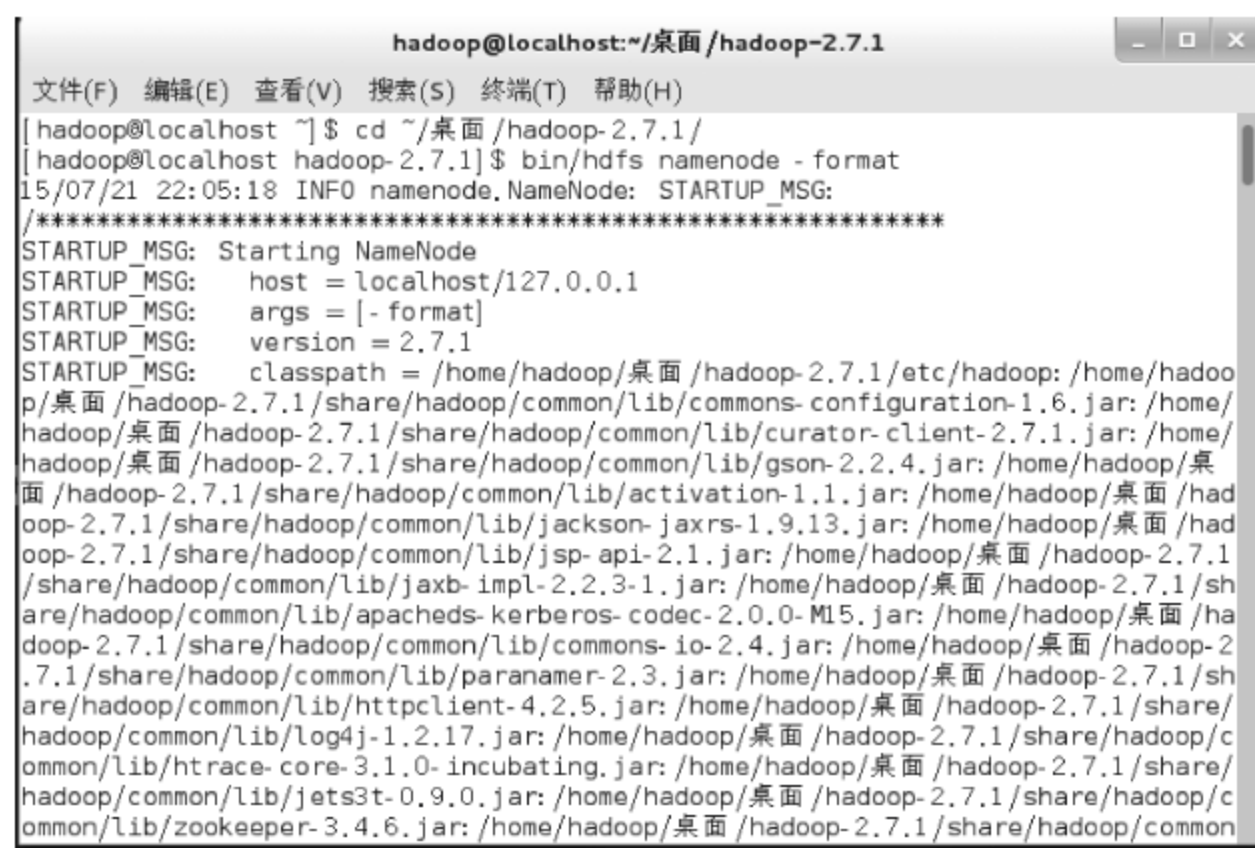 hadoop@localhost:~/桌面/hadoop-2.7.1
文件(F) 编辑(E) 查看(V) 搜索(S) 终端(T) 帮助(H)
[hadoop@localhost ~]$ cd ~/桌面/hadoop-2.7.1/
[hadoop@localhost hadoop-2.7.1]$ bin/hdfs namenode -format
15/07/21 22:05:18 INFO namenode.NameNode: STARTUP_MSG:
/************************************************************
STARTUP_MSG: Starting NameNode
STARTUP_MSG:   host = localhost/127.0.0.1
STARTUP_MSG:   args = [-format]
STARTUP_MSG:   version = 2.7.1
STARTUP_MSG:   classpath = /home/hadoop/桌面/hadoop-2.7.1/etc/hadoop:/home/hadoo
p/桌面/hadoop-2.7.1/share/hadoop/common/lib/commons-configuration-1.6.jar:/home/
hadoop/桌面/hadoop-2.7.1/share/hadoop/common/lib/curator-client-2.7.1.jar:/home/
hadoop/桌面/hadoop-2.7.1/share/hadoop/common/lib/gson-2.2.4.jar:/home/hadoop/桌
面/hadoop-2.7.1/share/hadoop/common/lib/activation-1.1.jar:/home/hadoop/桌面/had
oop-2.7.1/share/hadoop/common/lib/jackson-jaxrs-1.9.13.jar:/home/hadoop/桌面/had
oop-2.7.1/share/hadoop/common/lib/jsp-api-2.1.jar:/home/hadoop/桌面/hadoop-2.7.1
/share/hadoop/common/lib/jaxb-impl-2.2.3-1.jar:/home/hadoop/桌面/hadoop-2.7.1/sh
are/hadoop/common/lib/apacheds-kerberos-codec-2.0.0-M15.jar:/home/hadoop/桌面/ha
doop-2.7.1/share/hadoop/common/lib/commons-io-2.4.jar:/home/hadoop/桌面/hadoop-2
.7.1/share/hadoop/common/lib/paranamer-2.3.jar:/home/hadoop/桌面/hadoop-2.7.1/sh
are/hadoop/common/lib/httpclient-4.2.5.jar:/home/hadoop/桌面/hadoop-2.7.1/share/
hadoop/common/lib/log4j-1.2.17.jar:/home/hadoop/桌面/hadoop-2.7.1/share/hadoop/c
ommon/lib/htrace-core-3.1.0-incubating.jar:/home/hadoop/桌面/hadoop-2.7.1/share/
hadoop/common/lib/jets3t-0.9.0.jar:/home/hadoop/桌面/hadoop-2.7.1/share/hadoop/c
ommon/lib/zookeeper-3.4.6.jar:/home/hadoop/桌面/hadoop-2.7.1/share/hadoop/common